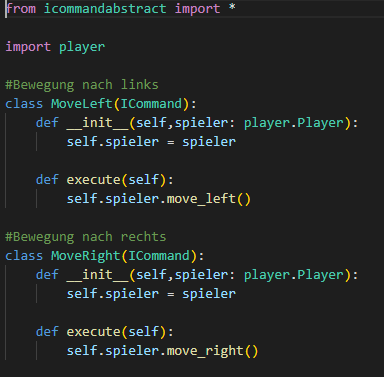 from icommandabstract import *
import player
#Bewegung nach links
class MoveLeft(ICommand):
    def __init__(self,spieler: player.Player):
        self.spieler = spieler
    def execute(self):
        self.spieler.move_left()
#Bewegung nach rechts
class MoveRight(ICommand):
    def __init__(self,spieler: player.Player):
        self.spieler = spieler
    def execute(self):
        self.spieler.move_right()